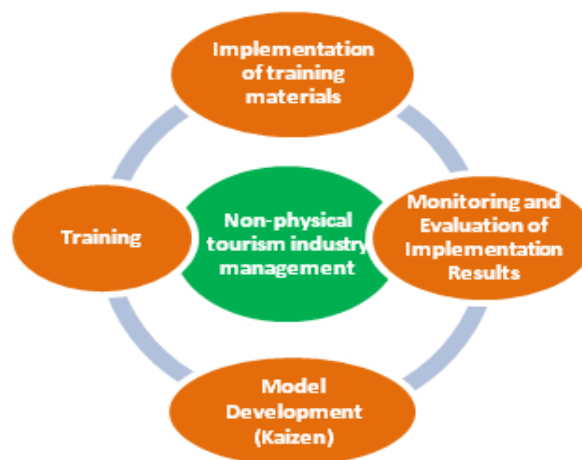 Implementation
of training
materials
Training
Non-physical
tourism industry
management
Monitoring and
Evaluation of
Implementation
Results
Model
Development
(Kaizen)